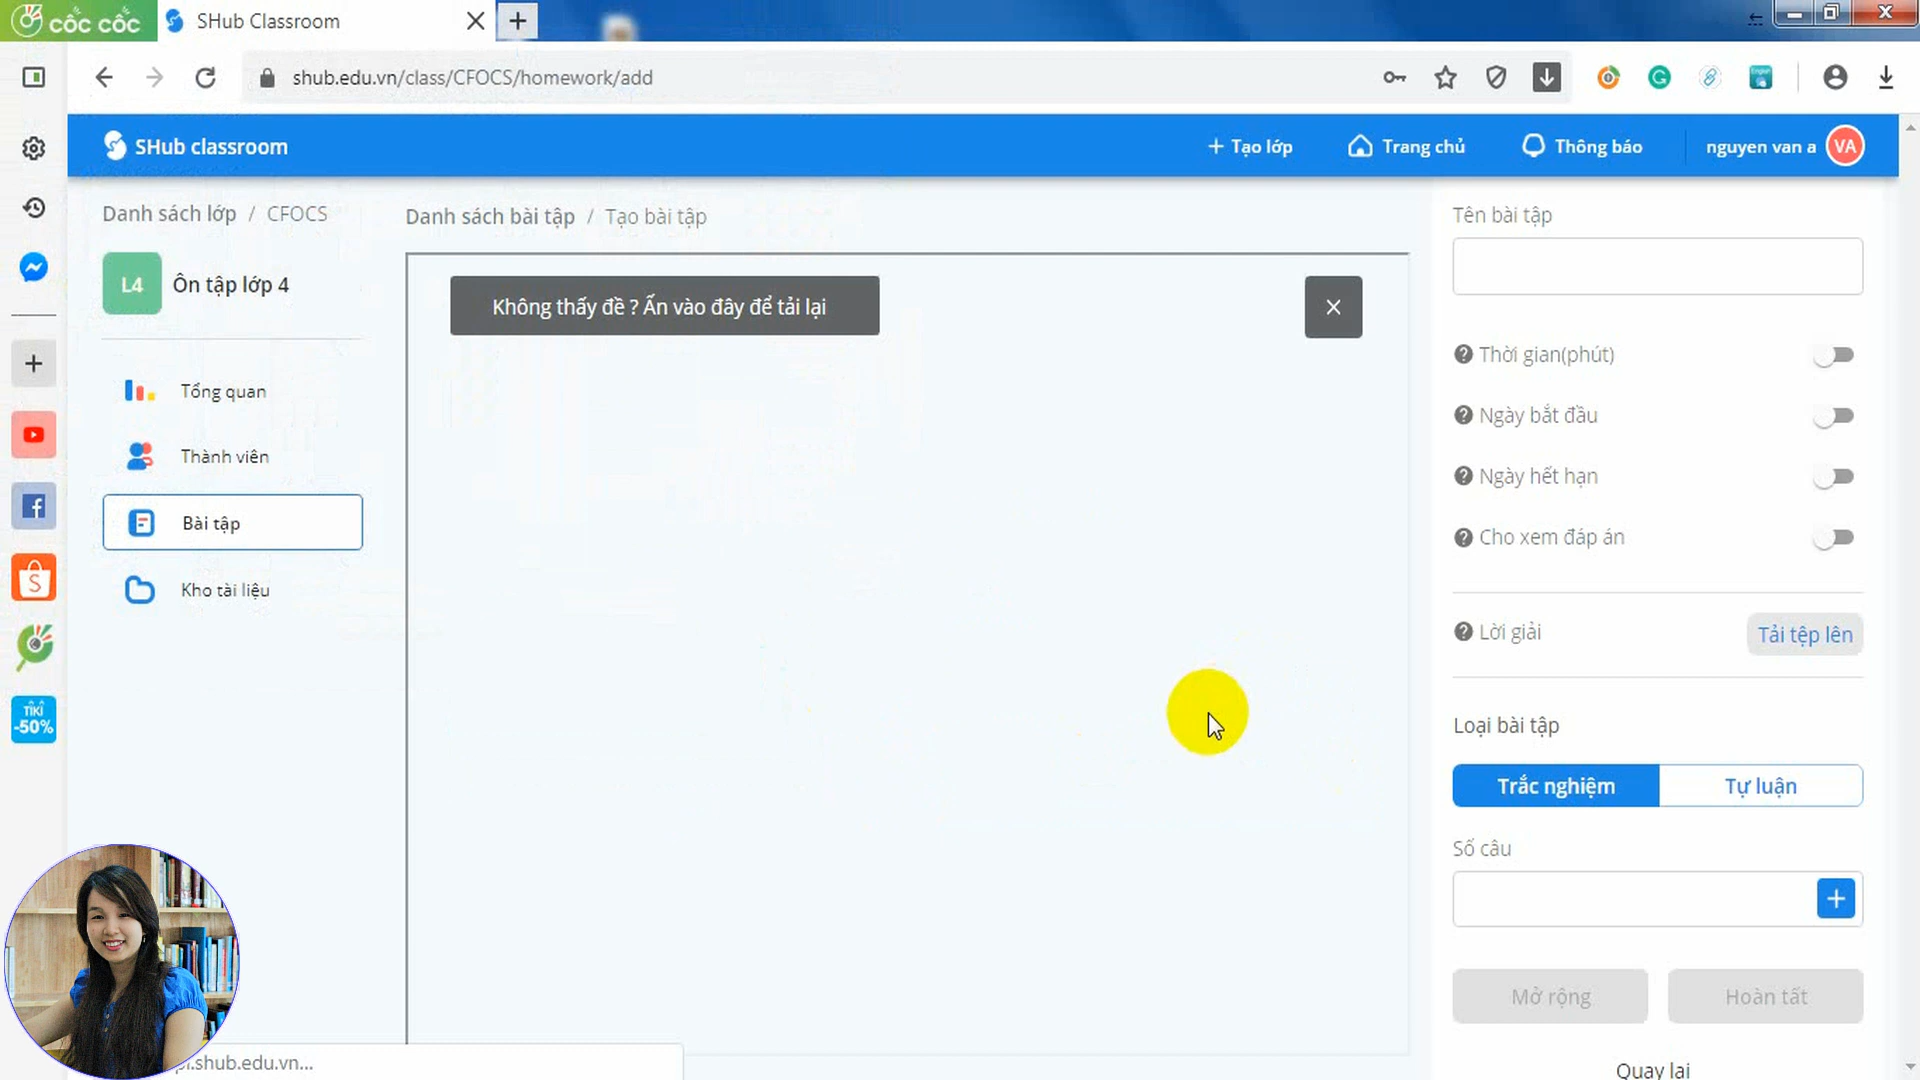 cốc cốc
SHub Classroom
shub.edu.vn/class/CFOCS/homework/add
SHub classroom
+ Tạo lớp
Trang chủ
Thông báo
nguyen van a
VA
Danh sách lớp / CFOCS
Danh sách bài tập / Tạo bài tập
L4
Ôn tập lớp 4
Tổng quan
Thành viên
Bài tập
Kho tài liệu
Không thấy đề ? Ấn vào đây để tải lại
Tên bài tập
Thời gian(phút)
Ngày bắt đầu
Ngày hết hạn
Cho xem đáp án
Lời giải
Tải tệp lên
Loại bài tập
Trắc nghiệm
Tự luận
Số câu
Mở rộng
Hoàn tất
Quay lại
TIKI
-50%
.shub.edu.vn...